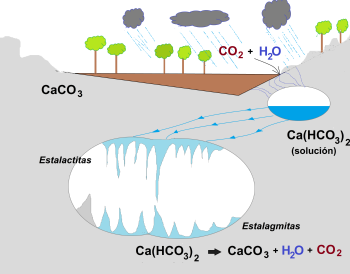 CO₂ + H₂O
CaCO₃
Ca(HCO₃)₂
(solución)
Estalactitas
Estalagmitas
Ca(HCO₃)₂ ➡ CaCO₃ + H₂O + CO₂